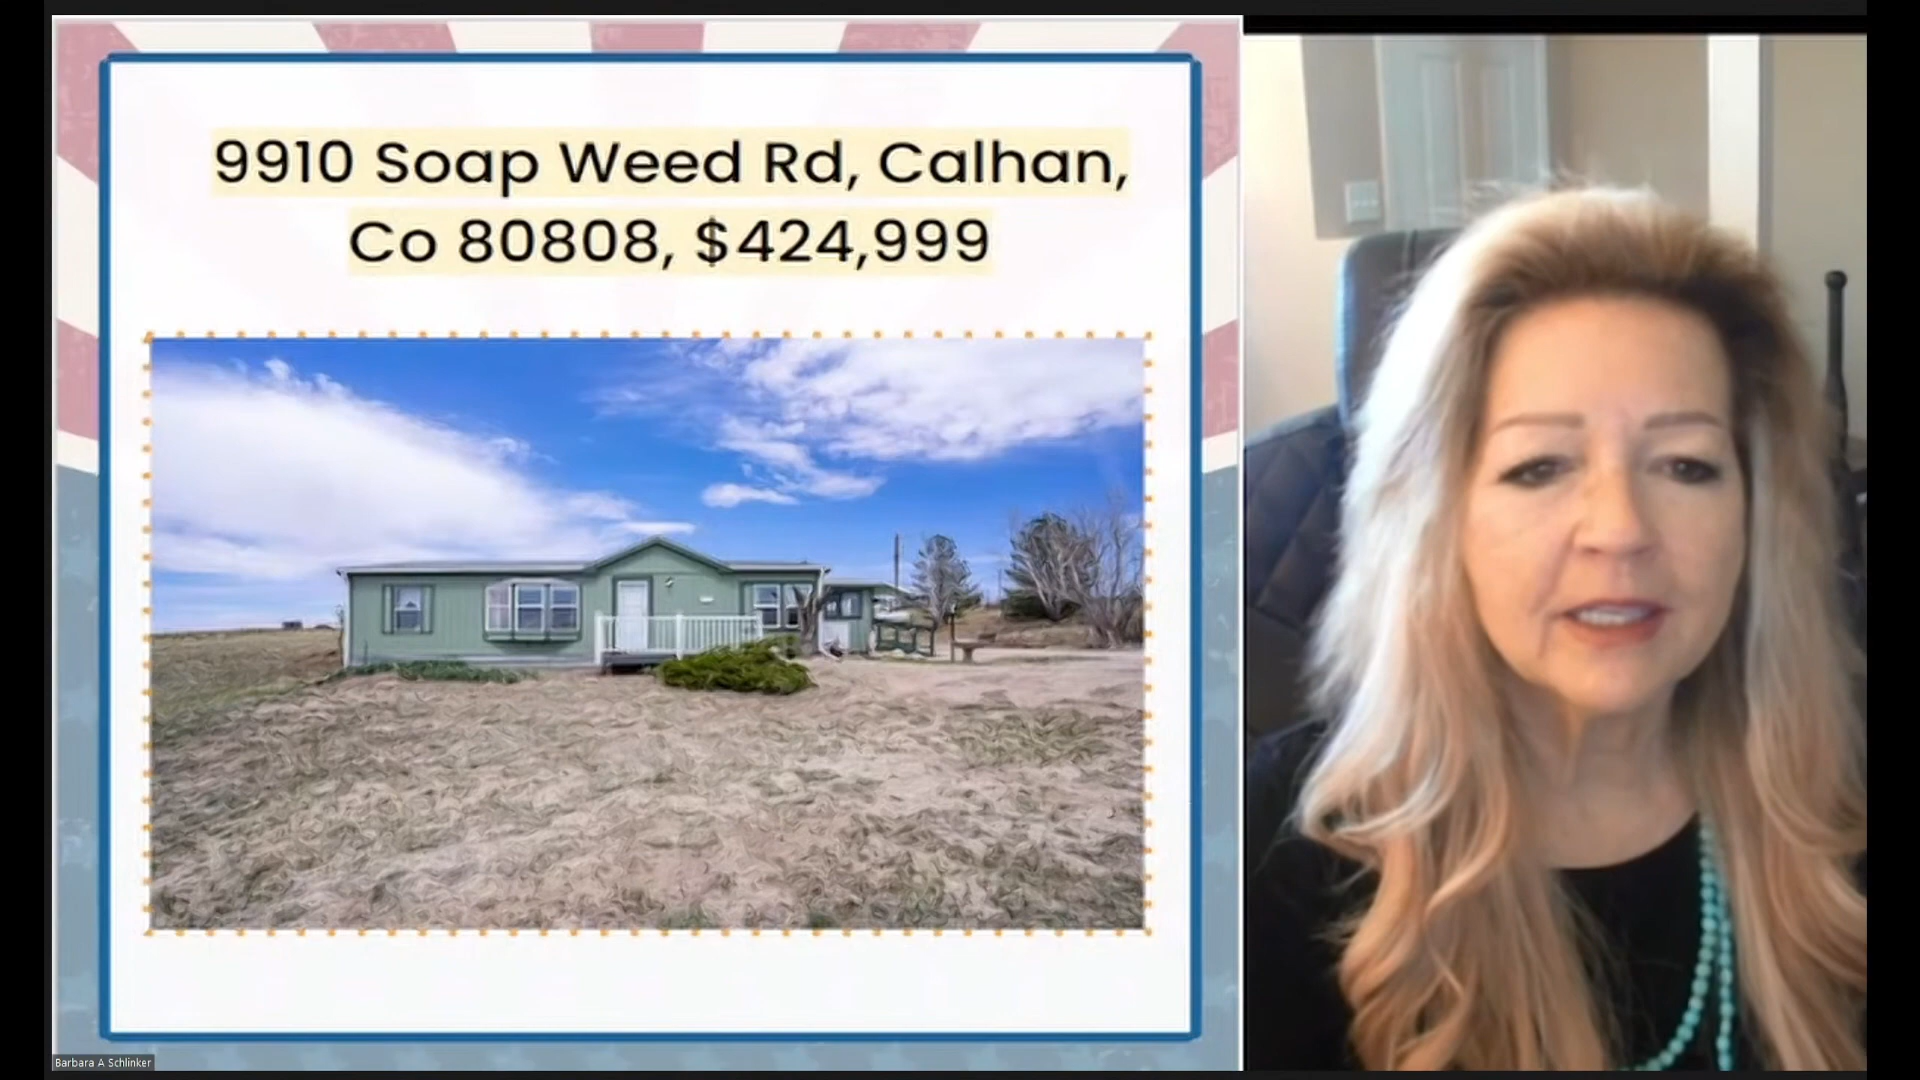 9910 Soap Weed Rd, Calhan,
Co 80808, $424,999
Barbara A Schlinker